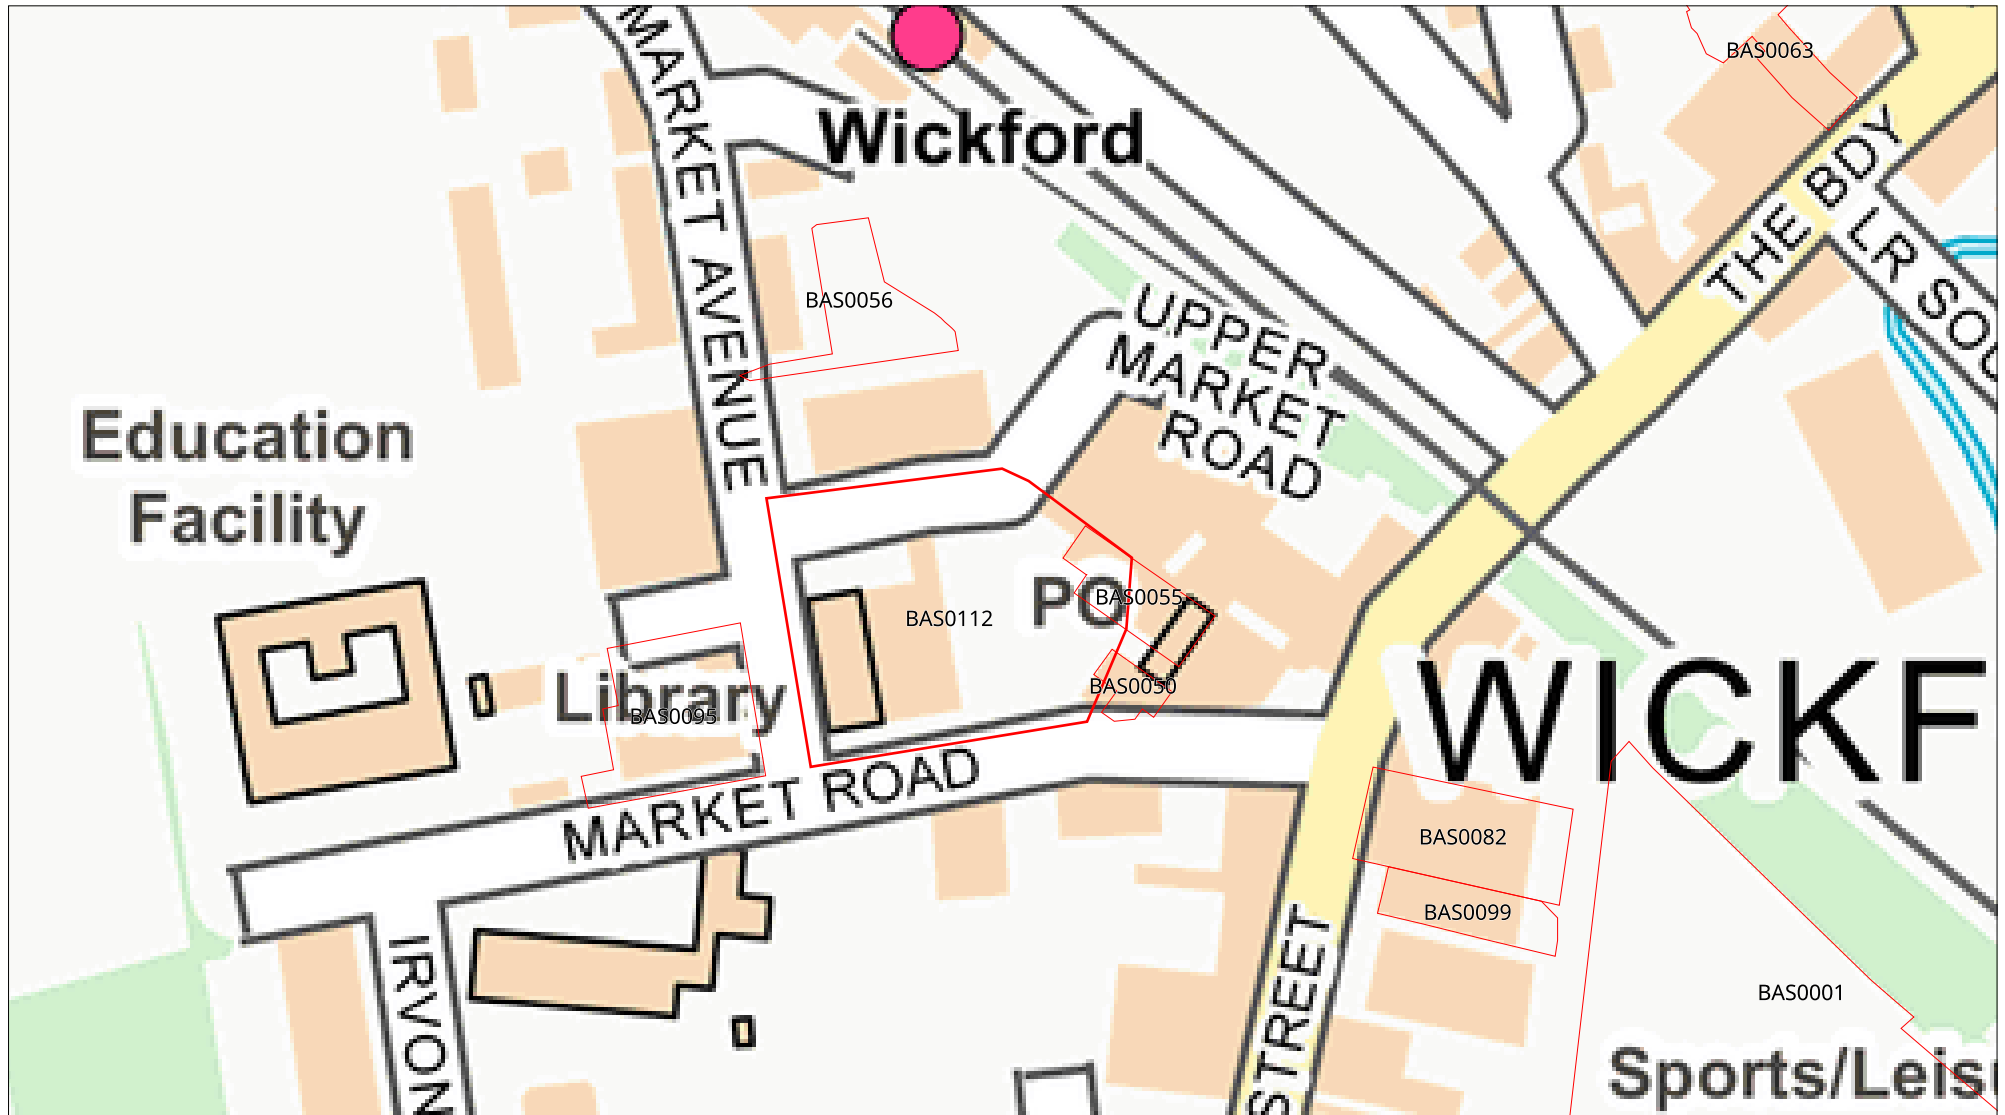 BAS0063
MARKET AVENUE
Wickford
THE BDY
LR SOU
BAS0056
UPPER
MARKET
ROAD
Education
Facility
PO
BAS0055
BAS0112
BAS0050
Library
BAS0095
WICKF
MARKET ROAD
BAS0082
BAS0099
IRVON
STREET
BAS0001
Sports/Leisu